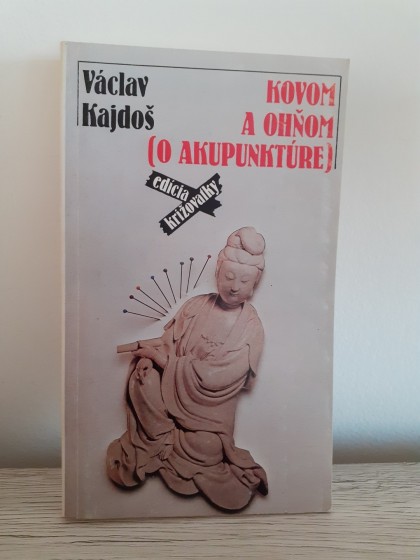 Václav
Kajdoš
KOVOM
A OHŇOM
(O AKUPUNKTÚRE)
edícia
križovatky